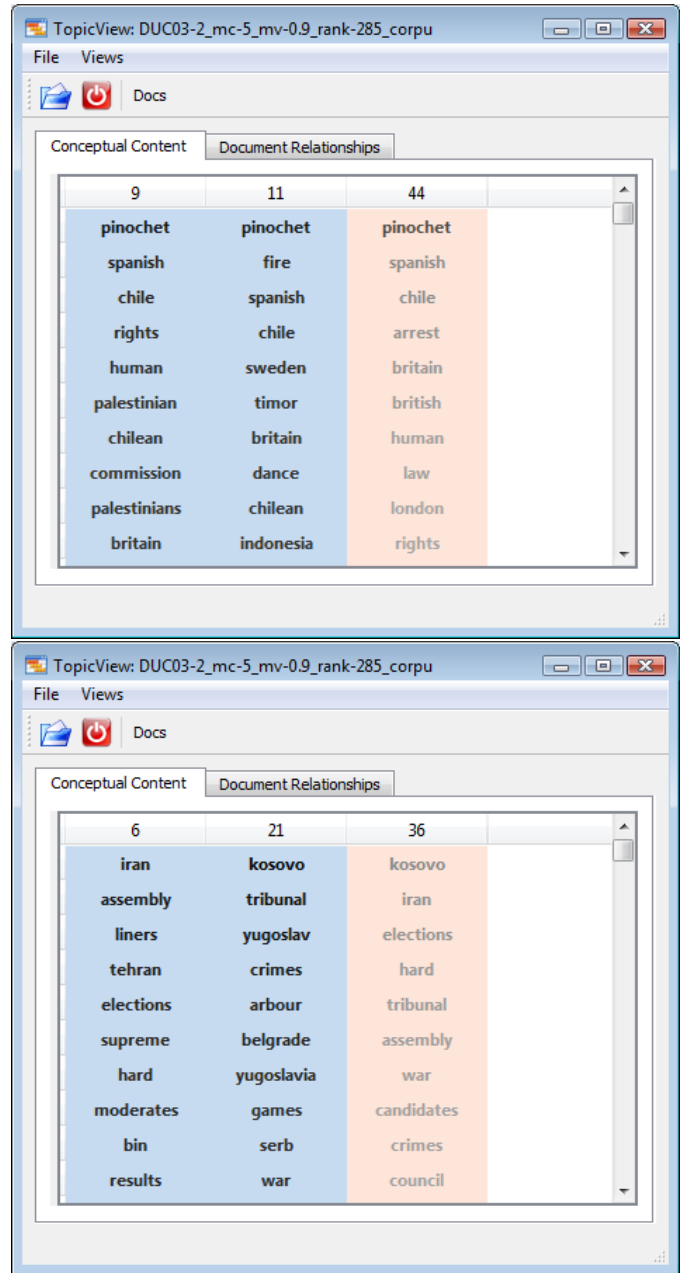 TopicView: DUC03-2_mc-5_mv-0.9_rank-285_corpu
File Views
Docs
Conceptual Content Document Relationships
9 11 44
pinochet pinochet pinochet
spanish fire spanish
chile spanish chile
rights chile arrest
human sweden britain
palestinian timor british
chilean britain human
commission dance law
palestinians chilean london
britain indonesia rights
TopicView: DUC03-2_mc-5_mv-0.9_rank-285_corpu
File Views
Docs
Conceptual Content Document Relationships
6 21 36
iran kosovo kosovo
assembly tribunal iran
liners yugoslav elections
tehran crimes hard
elections arbour tribunal
supreme belgrade assembly
hard yugoslavia war
moderates games candidates
bin serb crimes
results war council